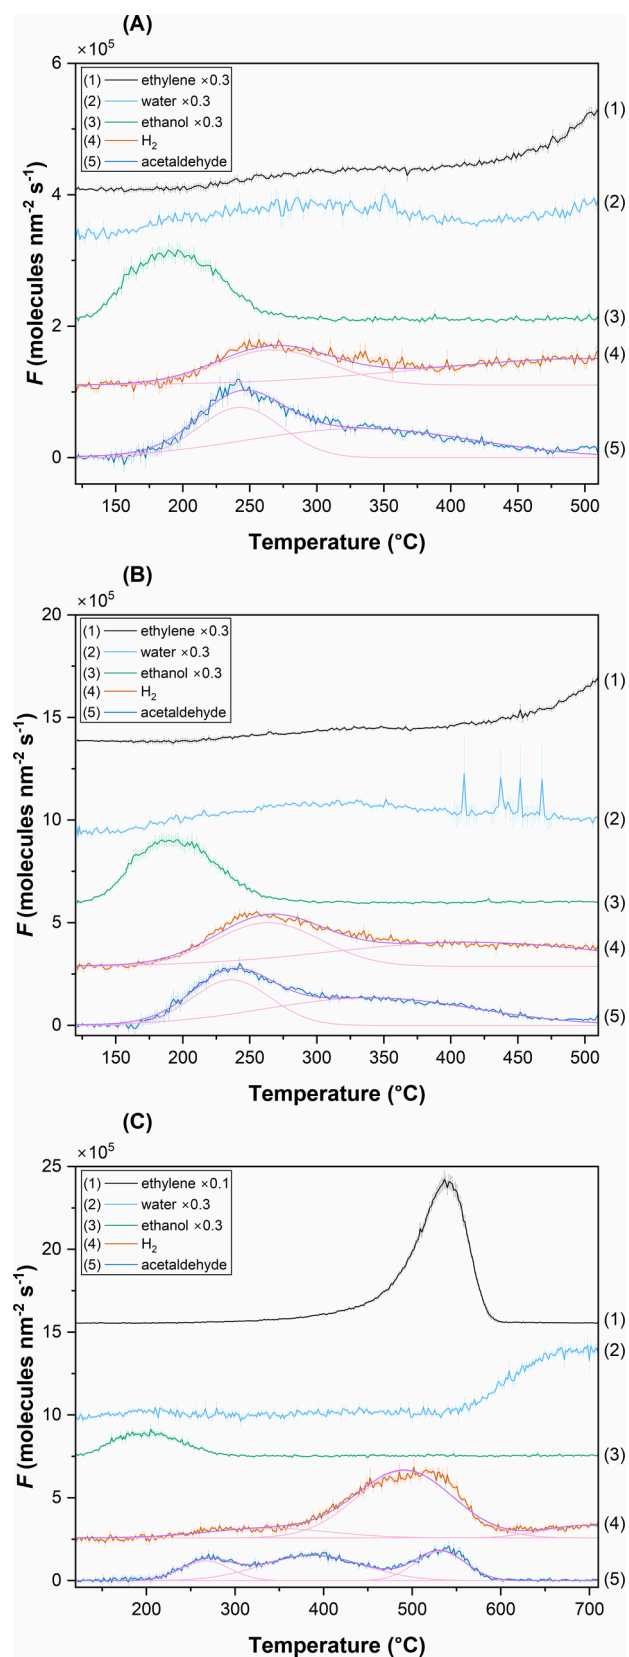 (A)
×10⁵
6
(1) ethylene ×0.3
(2) water ×0.3
(3) ethanol ×0.3
(4) H₂
(5) acetaldehyde
(1)
4
(2)
2
(3)
(4)
0
(5)
F (molecules nm⁻² s⁻¹)
150 200 250 300 350 400 450 500
Temperature (°C)
(B)
×10⁵
20
(1) ethylene ×0.3
(2) water ×0.3
(3) ethanol ×0.3
(4) H₂
(5) acetaldehyde
(1)
15
10
(2)
(3)
5
(4)
0
(5)
F (molecules nm⁻² s⁻¹)
150 200 250 300 350 400 450 500
Temperature (°C)
(C)
×10⁵
25
(1) ethylene ×0.1
(2) water ×0.3
(3) ethanol ×0.3
(4) H₂
(5) acetaldehyde
20
15
(1)
(2)
10
(3)
5
(4)
0
(5)
F (molecules nm⁻² s⁻¹)
200 300 400 500 600 700
Temperature (°C)